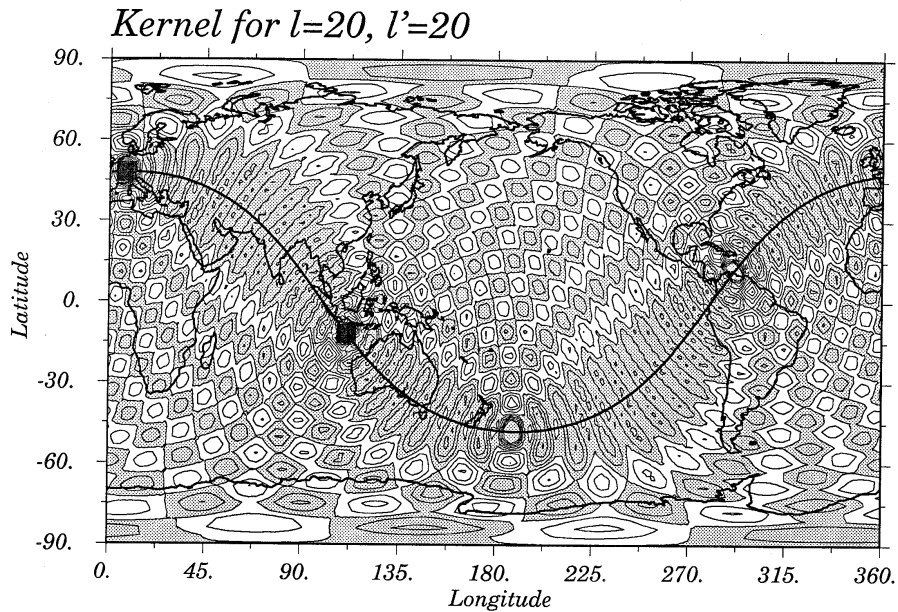 Kernel for l=20, l'=20
90.
60.
30.
0.
-30.
-60.
-90.
Latitude
0. 45. 90. 135. 180. 225. 270. 315. 360.
Longitude